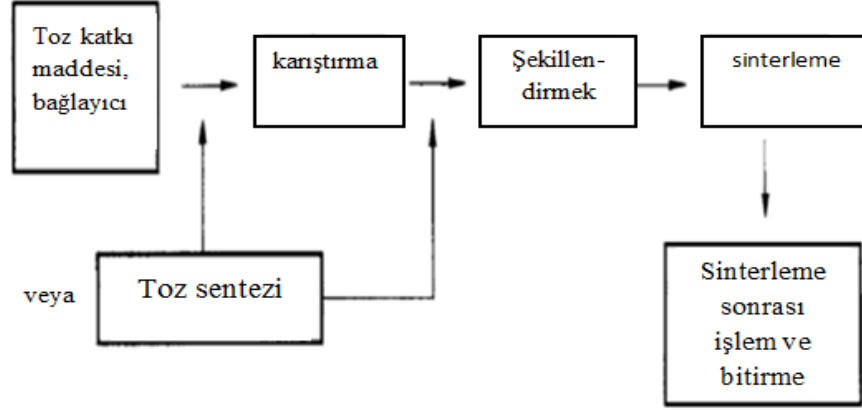 Toz katkı
maddesi,
bağlayıcı
karıştırma
Şekillen-
dirmek
sinterleme
veya
Toz sentezi
Sinterleme
sonrası
işlem ve
bitirme